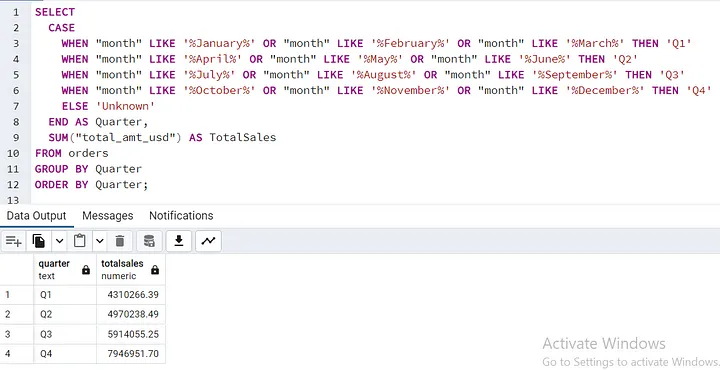 1 SELECT
2 CASE
3 WHEN "month" LIKE '%January%' OR "month" LIKE '%February%' OR "month" LIKE '%March%' THEN 'Q1'
4 WHEN "month" LIKE '%April%' OR "month" LIKE '%May%' OR "month" LIKE '%June%' THEN 'Q2'
5 WHEN "month" LIKE '%July%' OR "month" LIKE '%August%' OR "month" LIKE '%September%' THEN 'Q3'
6 WHEN "month" LIKE '%October%' OR "month" LIKE '%November%' OR "month" LIKE '%December%' THEN 'Q4'
7 ELSE 'Unknown'
8 END AS Quarter,
9 SUM("total_amt_usd") AS TotalSales
10 FROM orders
11 GROUP BY Quarter
12 ORDER BY Quarter;
13
Data Output Messages Notifications
quarter totalsales
text numeric
1 Q1 4310266.39
2 Q2 4970238.49
3 Q3 5914055.25
4 Q4 7946951.70
Activate Windows
Go to Settings to activate Windows.